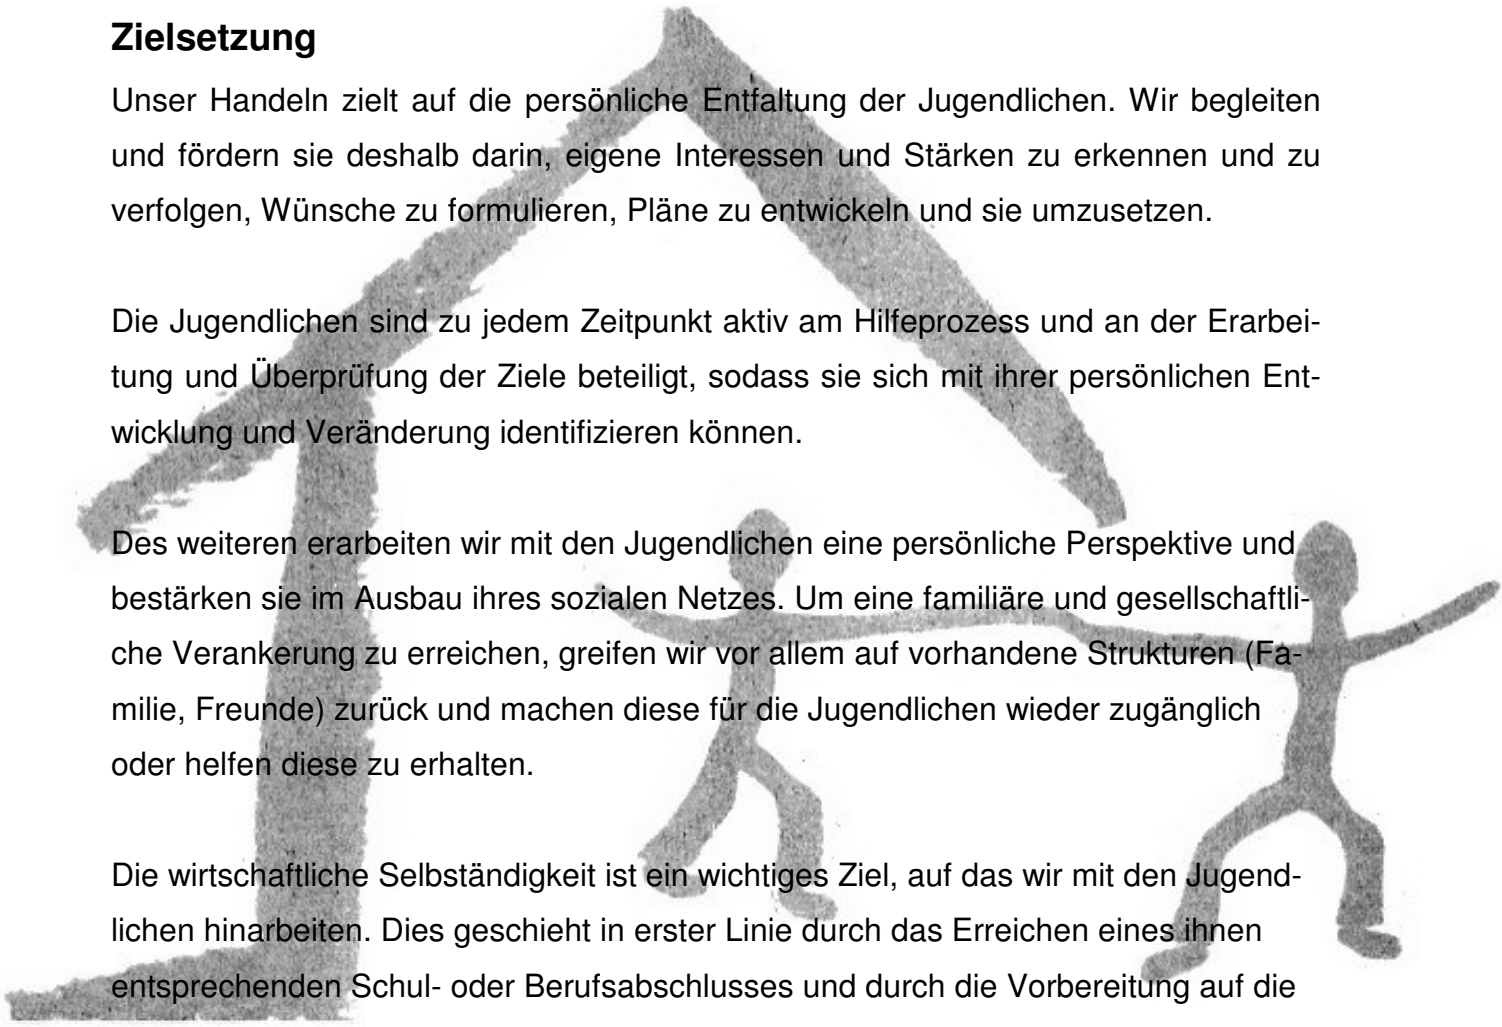 Zielsetzung
Unser Handeln zielt auf die persönliche Entfaltung der Jugendlichen. Wir begleiten
und fördern sie deshalb darin, eigene Interessen und Stärken zu erkennen und zu
verfolgen, Wünsche zu formulieren, Pläne zu entwickeln und sie umzusetzen.
Die Jugendlichen sind zu jedem Zeitpunkt aktiv am Hilfeprozess und an der Erarbei-
tung und Überprüfung der Ziele beteiligt, sodass sie sich mit ihrer persönlichen Ent-
wicklung und Veränderung identifizieren können.
Des weiteren erarbeiten wir mit den Jugendlichen eine persönliche Perspektive und
bestärken sie im Ausbau ihres sozialen Netzes. Um eine familiäre und gesellschaftli-
che Verankerung zu erreichen, greifen wir vor allem auf vorhandene Strukturen (Fa-
milie, Freunde) zurück und machen diese für die Jugendlichen wieder zugänglich
oder helfen diese zu erhalten.
Die wirtschaftliche Selbständigkeit ist ein wichtiges Ziel, auf das wir mit den Jugend-
lichen hinarbeiten. Dies geschieht in erster Linie durch das Erreichen eines ihnen
entsprechenden Schul- oder Berufsabschlusses und durch die Vorbereitung auf die